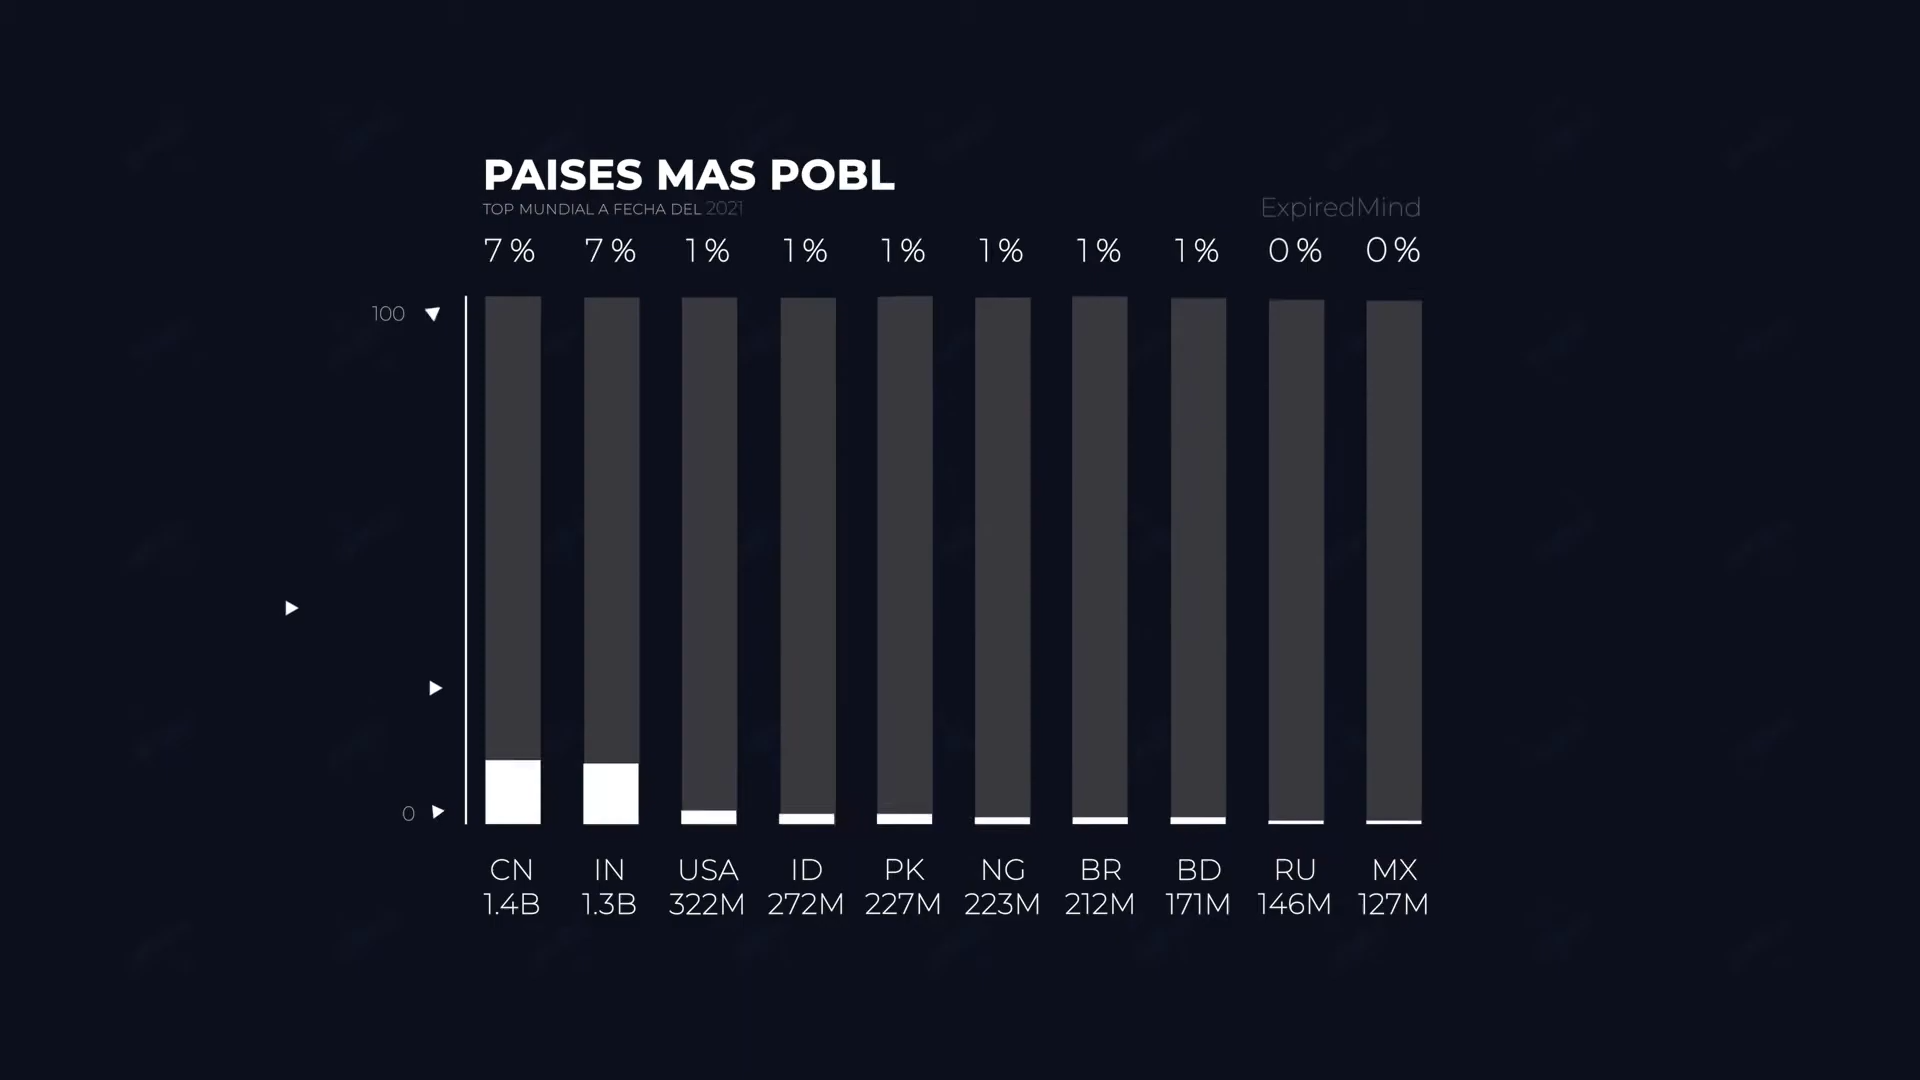 PAISES MAS POBL
TOP MUNDIAL A FECHA DEL 2021
ExpiredMind
7 % 7 % 1 % 1 % 1 % 1 % 1 % 1 % 0 % 0 %
100
0
CN IN USA ID PK NG BR BD RU MX
1.4B 1.3B 322M 272M 227M 223M 212M 171M 146M 127M